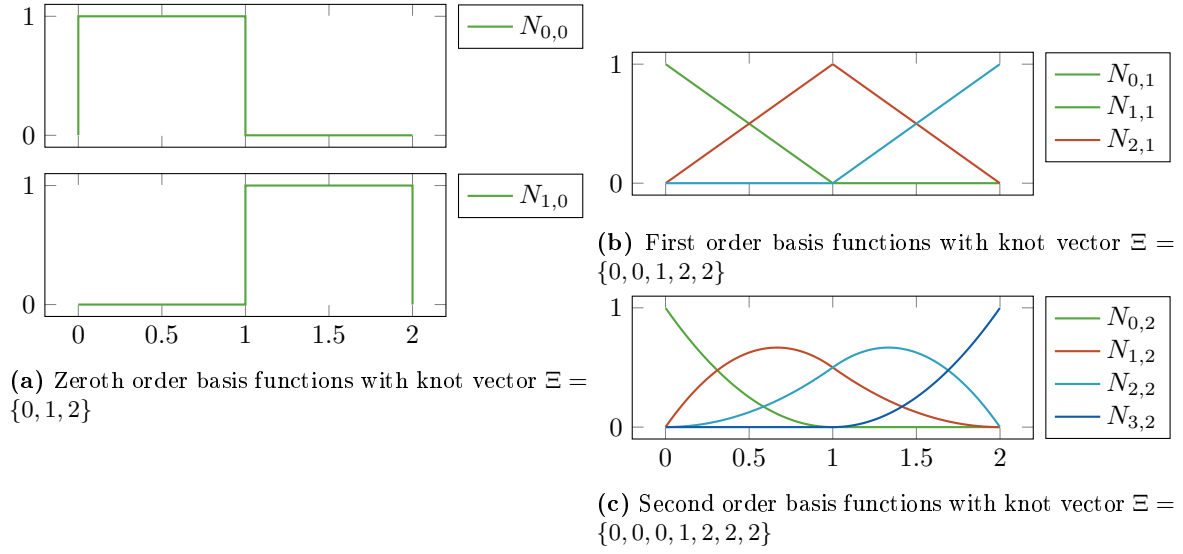 1
0
N_{0,0}
1
0
N_{1,0}
0 0.5 1 1.5 2
(a) Zeroth order basis functions with knot vector Ξ =
{0, 1, 2}
1
0
N_{0,1}
N_{1,1}
N_{2,1}
(b) First order basis functions with knot vector Ξ =
{0, 0, 1, 2, 2}
1
0
N_{0,2}
N_{1,2}
N_{2,2}
N_{3,2}
0 0.5 1 1.5 2
(c) Second order basis functions with knot vector Ξ =
{0, 0, 0, 1, 2, 2, 2}